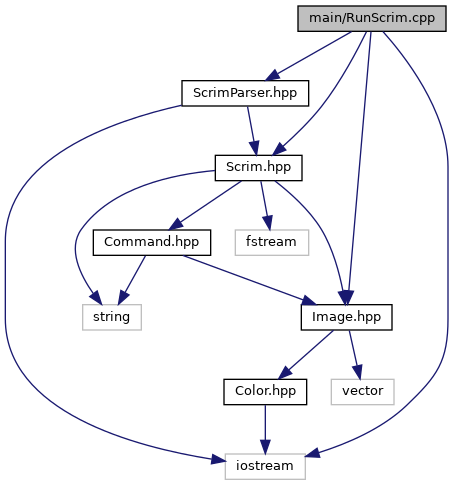 main/RunScrim.cpp
ScrimParser.hpp
Scrim.hpp
Command.hpp
fstream
string
Image.hpp
Color.hpp
vector
iostream